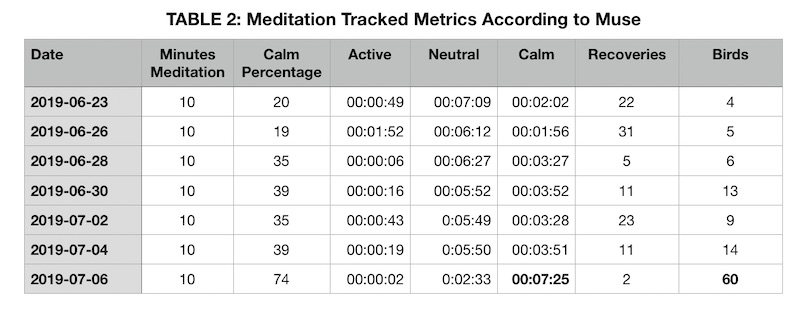 TABLE 2: Meditation Tracked Metrics According to Muse
Date Minutes Meditation Calm Percentage Active Neutral Calm Recoveries Birds
2019-06-23 10 20 00:00:49 00:07:09 00:02:02 22 4
2019-06-26 10 19 00:01:52 00:06:12 00:01:56 31 5
2019-06-28 10 35 00:00:06 00:06:27 00:03:27 5 6
2019-06-30 10 39 00:00:16 00:05:52 00:03:52 11 13
2019-07-02 10 35 00:00:43 0:05:49 00:03:28 23 9
2019-07-04 10 39 00:00:19 0:05:50 00:03:51 11 14
2019-07-06 10 74 00:00:02 0:02:33 00:07:25 2 60